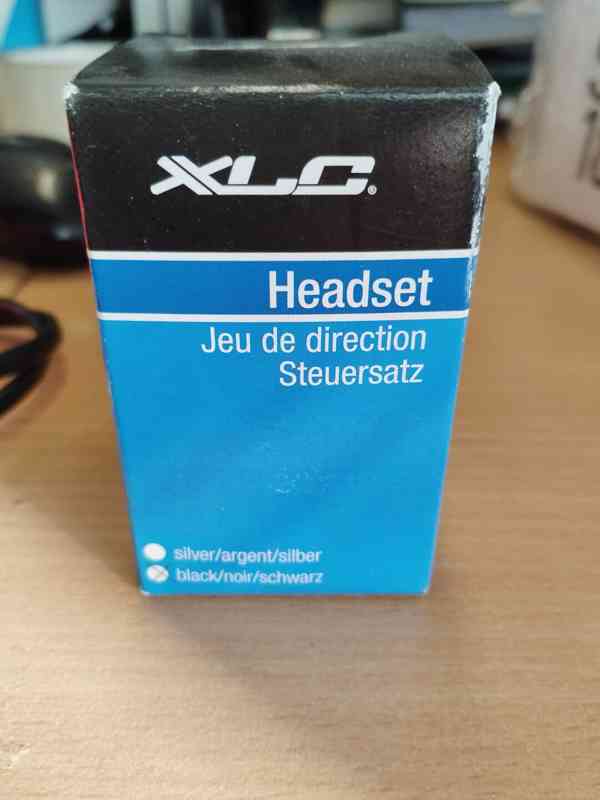 XLC®
Headset
Jeu de direction
Steuersatz
silver/argent/silber
black/noir/schwarz